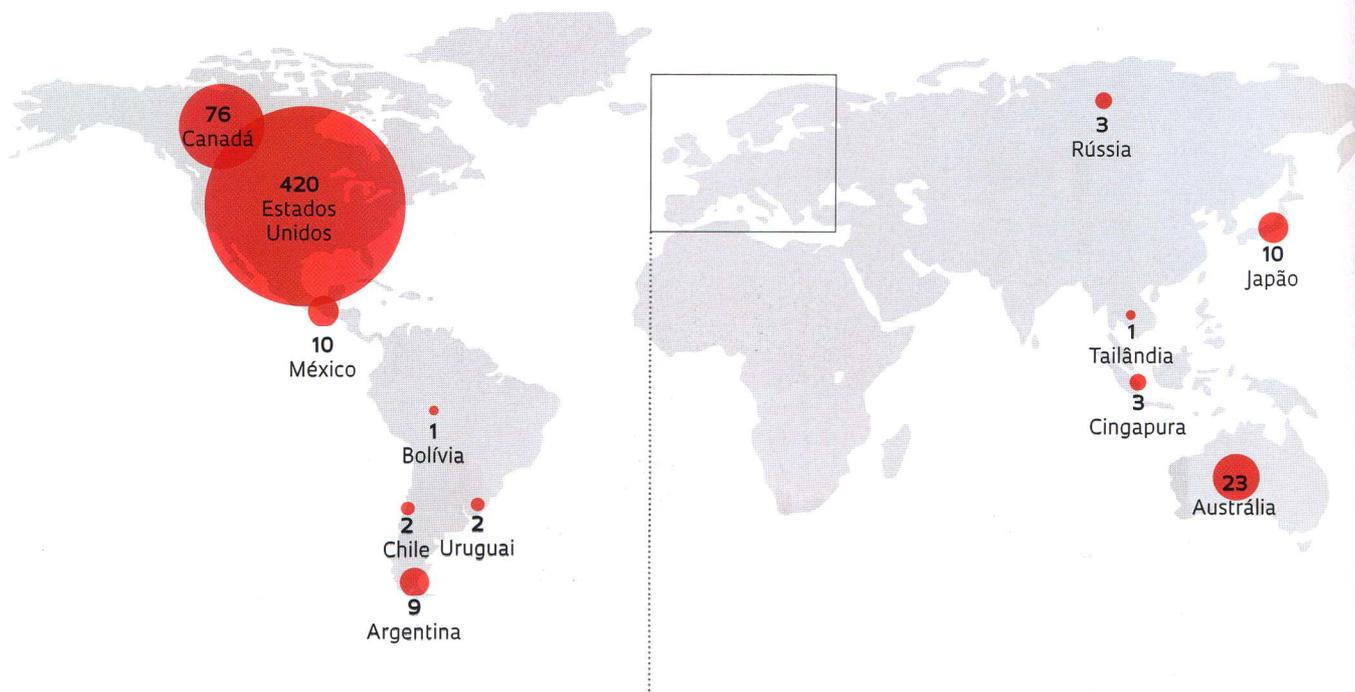 76
Canadá
420
Estados
Unidos
10
México
1
Bolívia
2
Chile
2
Uruguai
9
Argentina
3
Rússia
10
Japão
1
Tailândia
3
Cingapura
23
Austrália